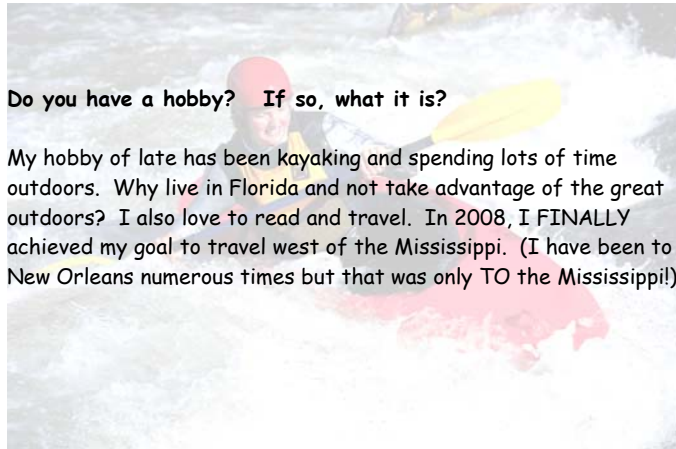 Do you have a hobby?   If so, what it is?
My hobby of late has been kayaking and spending lots of time
outdoors.  Why live in Florida and not take advantage of the great
outdoors?  I also love to read and travel.  In 2008, I FINALLY
achieved my goal to travel west of the Mississippi.  (I have been to
New Orleans numerous times but that was only TO the Mississippi!)